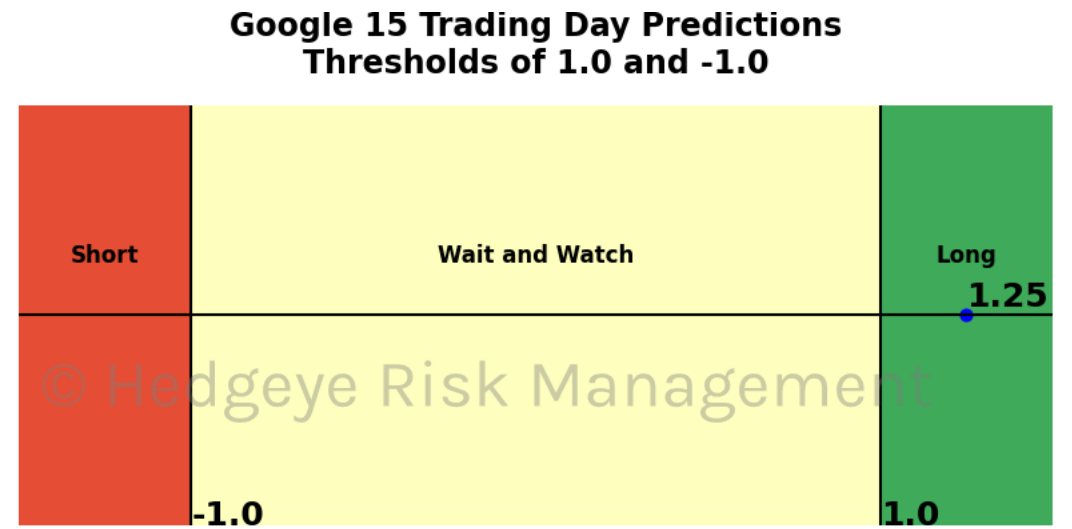 Google 15 Trading Day Predictions
Thresholds of 1.0 and -1.0
Short
Wait and Watch
Long
1.25
© Hedgeye Risk Management
-1.0
1.0